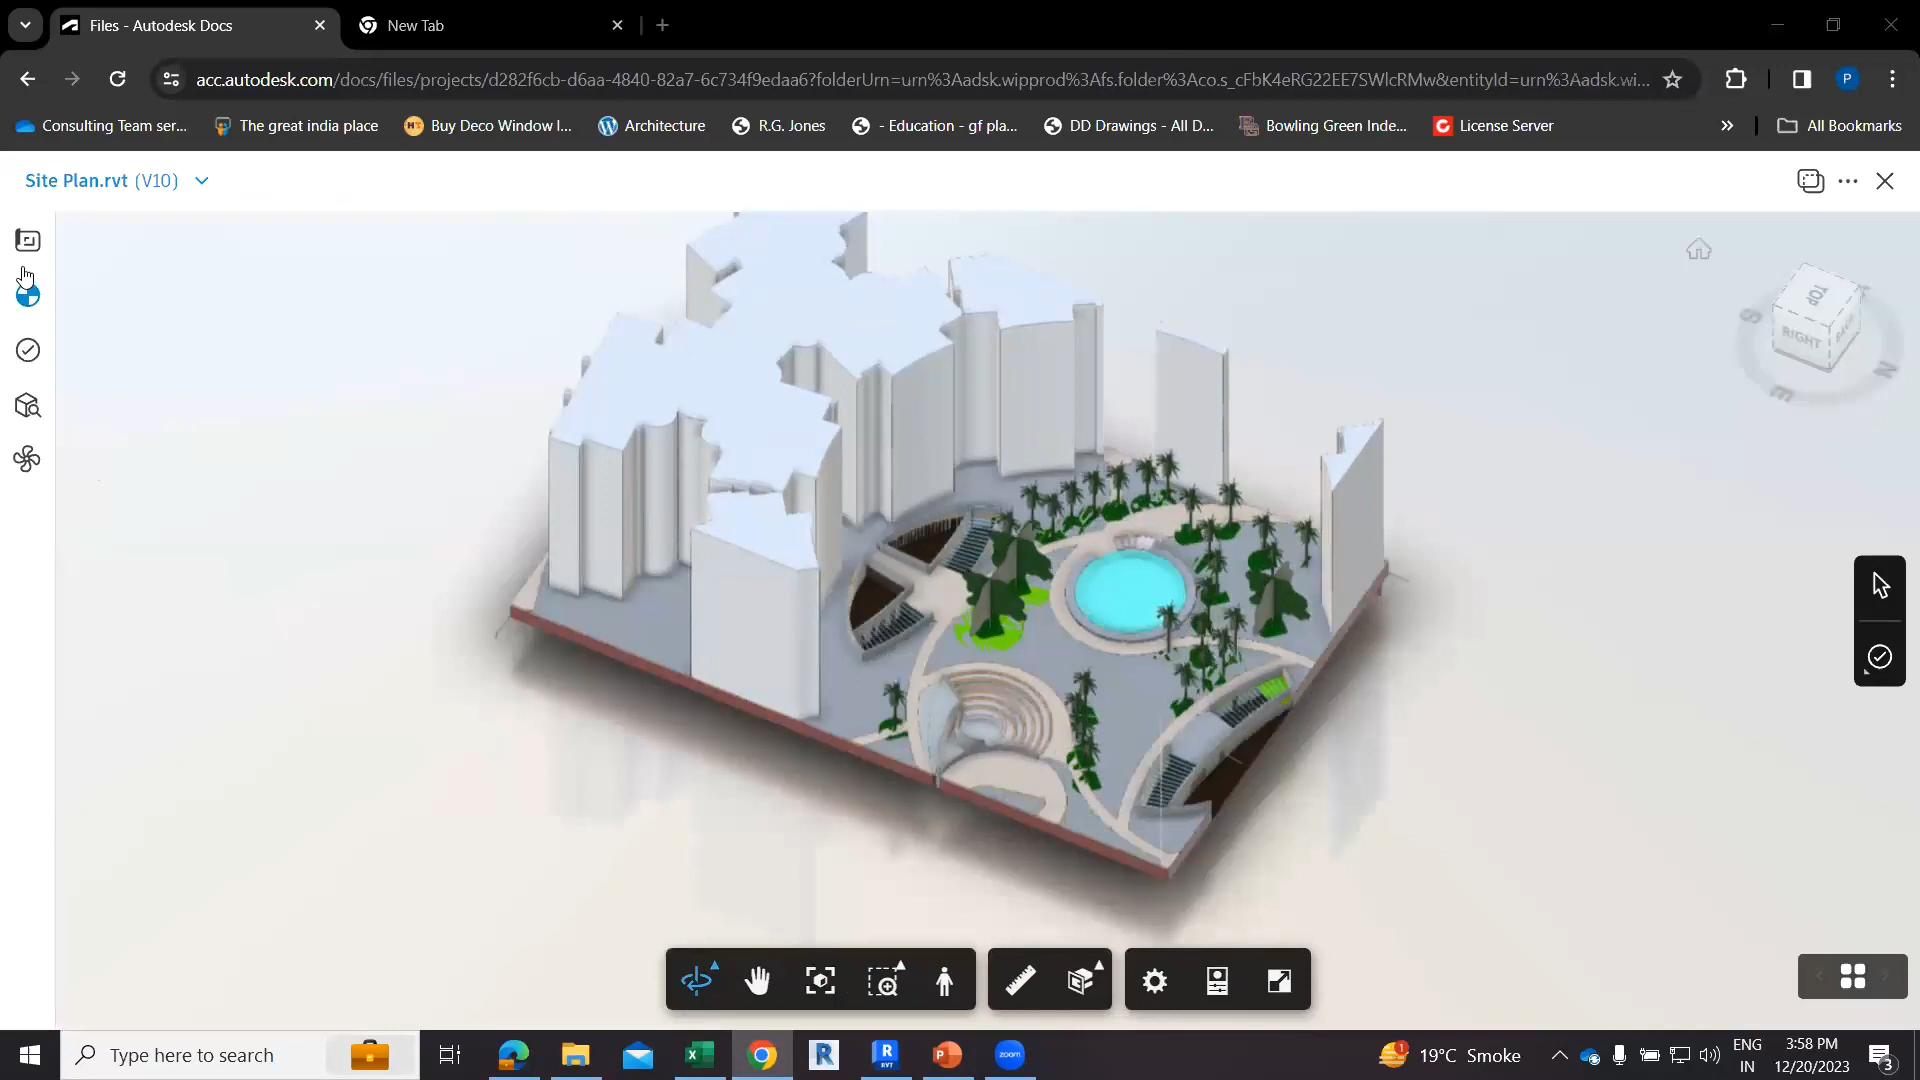 Files - Autodesk Docs
New Tab
acc.autodesk.com/docs/files/projects/d282f6cb-d6aa-4840-82a7-6c734f9edaa6?folderUrn=urn%3Aadsk.wipprod%3Afs.folder%3Aco.s_cFbK4eRG22EE7SWlcRMw&entityId=urn%3Aadsk.wi...
P
Consulting Team ser...
The great india place
Buy Deco Window I...
Architecture
R.G. Jones
- Education - gf pla...
DD Drawings - All D...
Bowling Green Inde...
License Server
All Bookmarks
Site Plan.rvt (V10)
TOP
RIGHT
BACK
S
E
N
Type here to search
zoom
19°C Smoke
ENG
IN
3:58 PM
12/20/2023
3